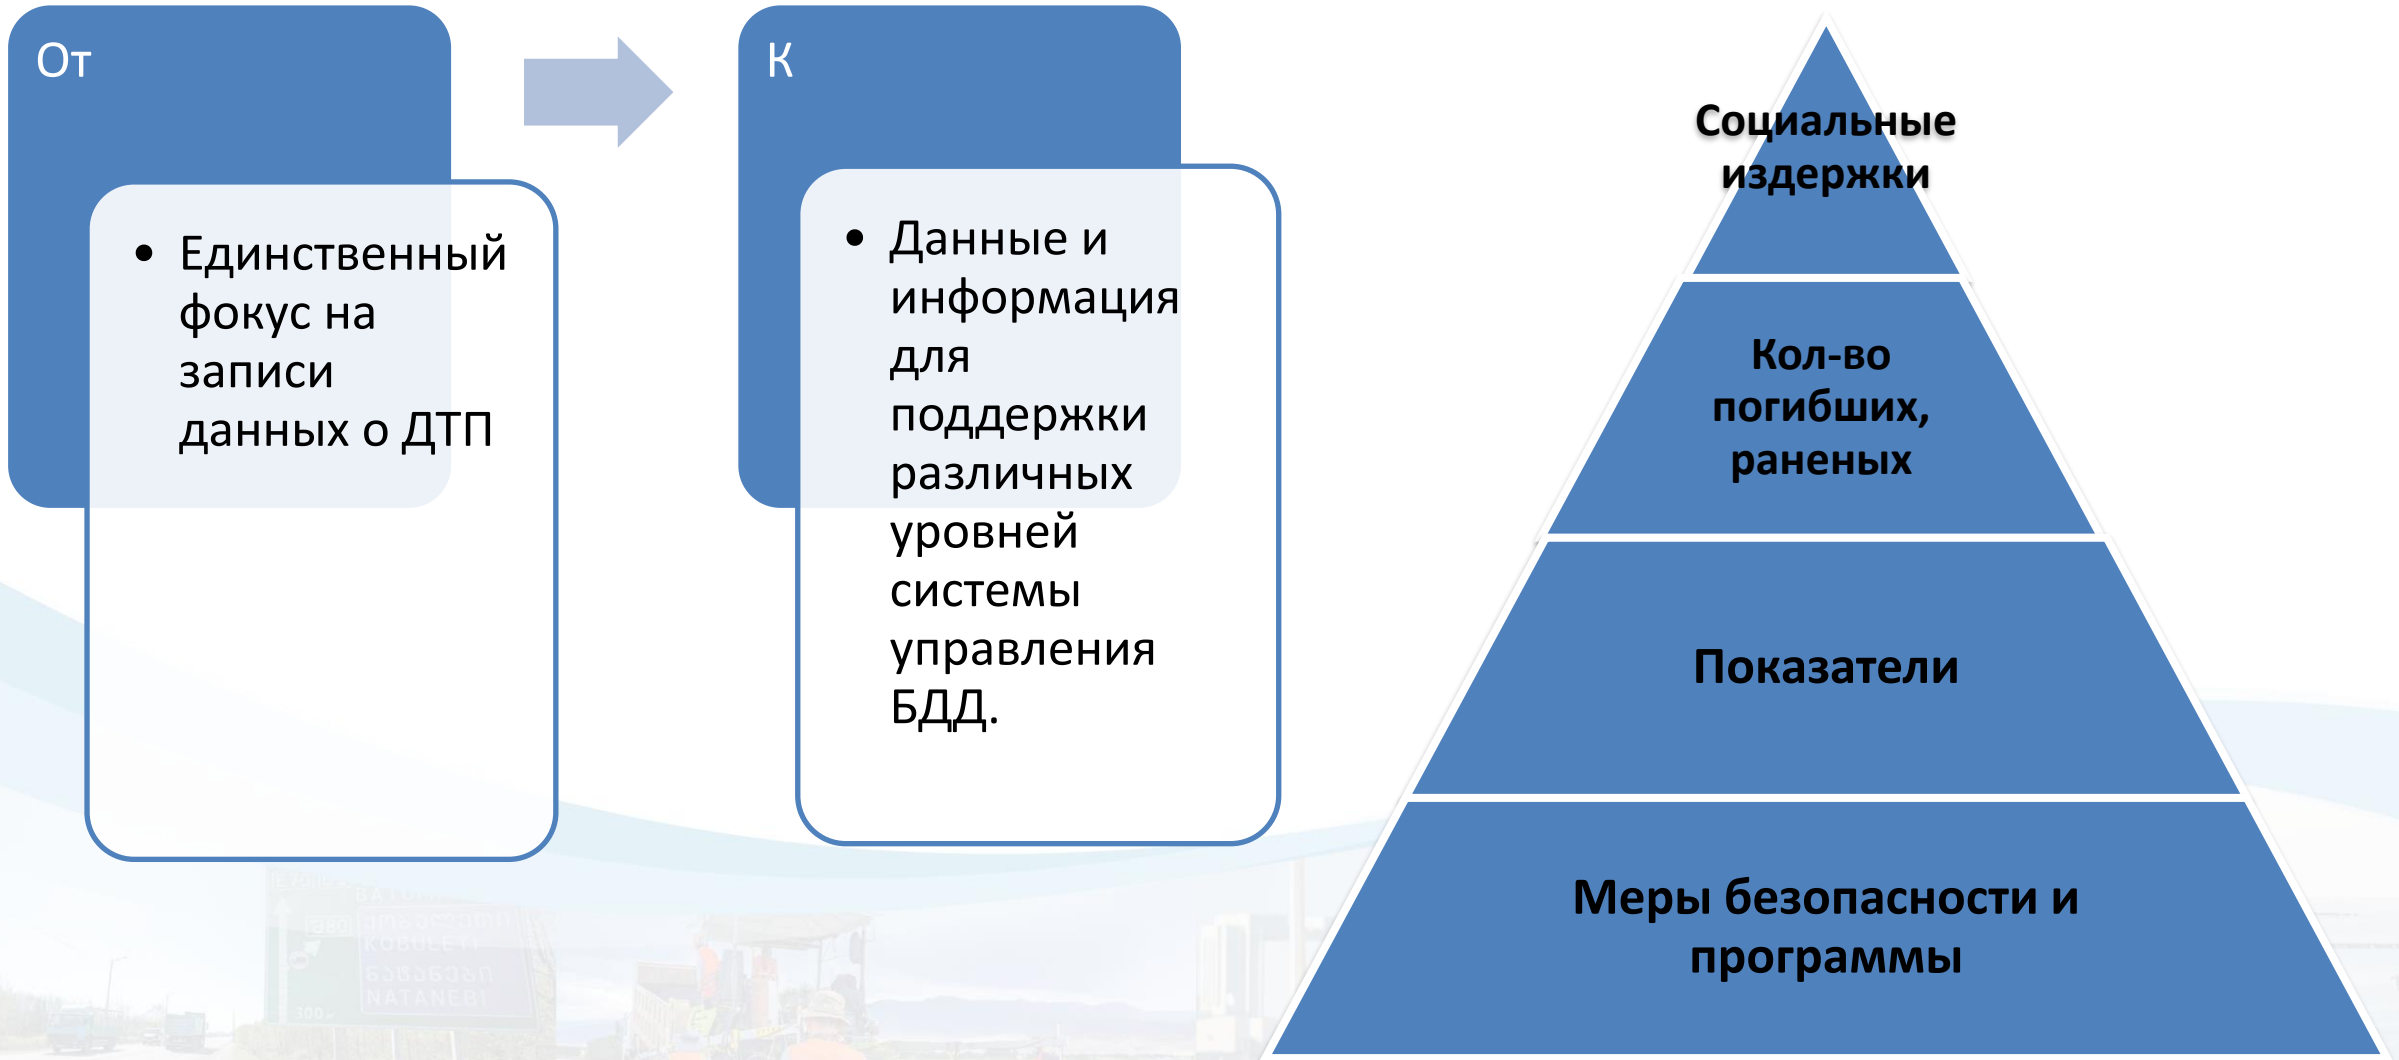 От
Единственный
фокус на
записи
данных о ДТП
К
Данные и
информация
для
поддержки
различных
уровней
системы
управления
БДД.
Социальные
издержки
Кол-во
погибших,
раненых
Показатели
Меры безопасности и
программы
NATANEBI